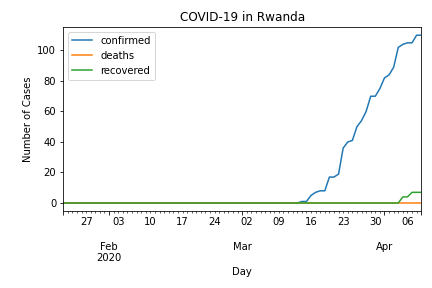 COVID-19 in Rwanda
confirmed
deaths
recovered
Number of Cases
100
80
60
40
20
0
27 03 10 17 24 02 09 16 23 30 06
Feb Mar Apr
2020
Day